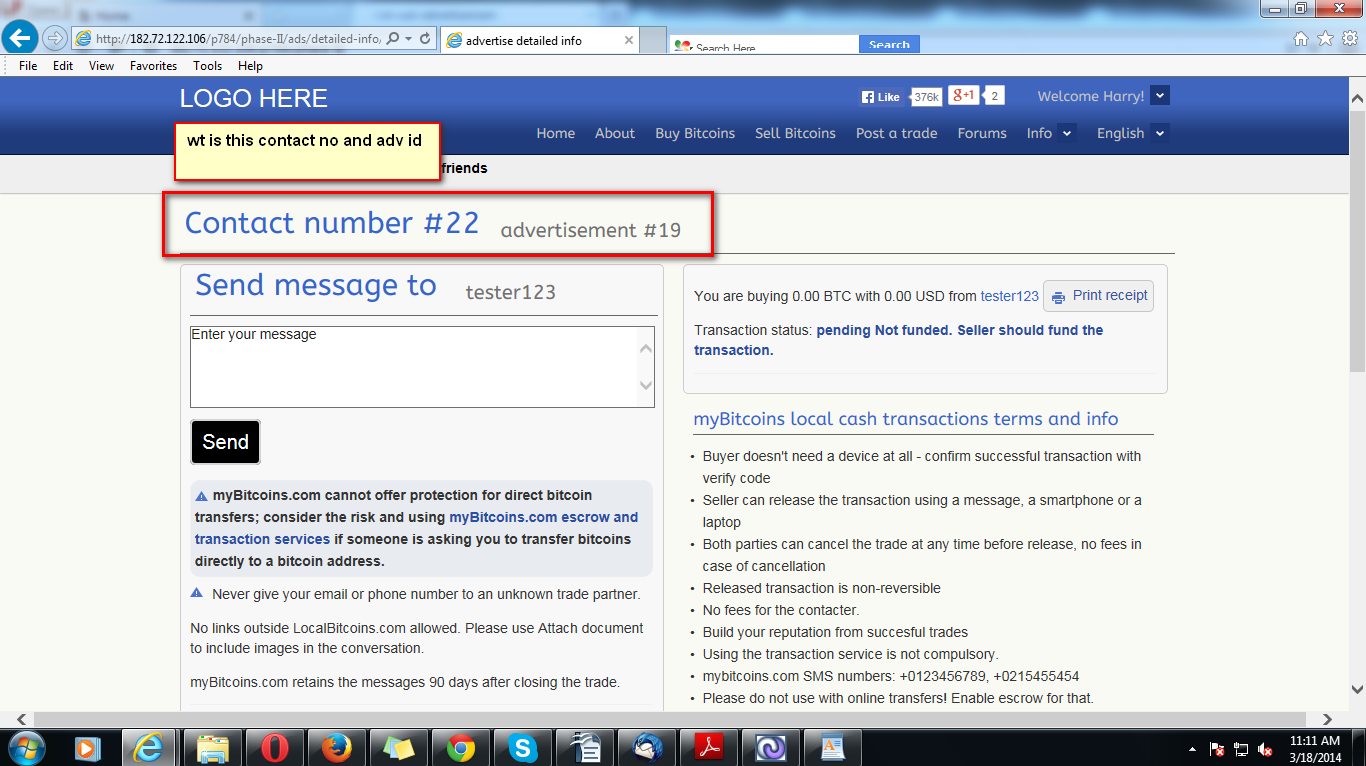 http://182.72.122.106/p784/phase-II/ads/detailed-info,
advertise detailed info
Search Here
Search
File Edit View Favorites Tools Help
LOGO HERE
Like 376k g+1 2 Welcome Harry!
Home About Buy Bitcoins Sell Bitcoins Post a trade Forums Info English
wt is this contact no and adv id
friends
Contact number #22 advertisement #19
Send message to tester123
Enter your message
Send
myBitcoins.com cannot offer protection for direct bitcoin
transfers; consider the risk and using myBitcoins.com escrow and
transaction services if someone is asking you to transfer bitcoins
directly to a bitcoin address.
Never give your email or phone number to an unknown trade partner.
No links outside LocalBitcoins.com allowed. Please use Attach document
to include images in the conversation.
myBitcoins.com retains the messages 90 days after closing the trade.
You are buying 0.00 BTC with 0.00 USD from tester123 Print receipt
Transaction status: pending Not funded. Seller should fund the
transaction.
myBitcoins local cash transactions terms and info
• Buyer doesn't need a device at all - confirm successful transaction with
verify code
• Seller can release the transaction using a message, a smartphone or a
laptop
• Both parties can cancel the trade at any time before release, no fees in
case of cancellation
• Released transaction is non-reversible
• No fees for the contacter.
• Build your reputation from succesful trades
• Using the transaction service is not compulsory.
• mybitcoins.com SMS numbers: +0123456789, +0215455454
• Please do not use with online transfers! Enable escrow for that.
11:11 AM
3/18/2014